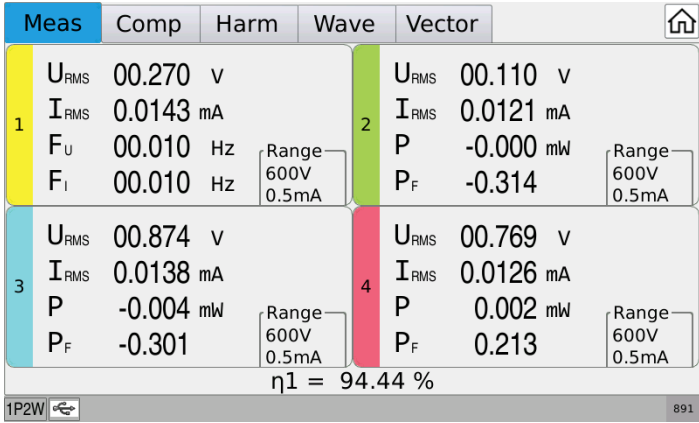 Meas Comp Harm Wave Vector
1
URMS 00.270 V
IRMS 0.0143 mA
FU 00.010 Hz
FI 00.010 Hz
Range
600V
0.5mA
2
URMS 00.110 V
IRMS 0.0121 mA
P -0.000 mW
PF -0.314
Range
600V
0.5mA
3
URMS 00.874 V
IRMS 0.0138 mA
P -0.004 mW
PF -0.301
Range
600V
0.5mA
4
URMS 00.769 V
IRMS 0.0126 mA
P 0.002 mW
PF 0.213
Range
600V
0.5mA
η1 = 94.44 %
1P2W 891